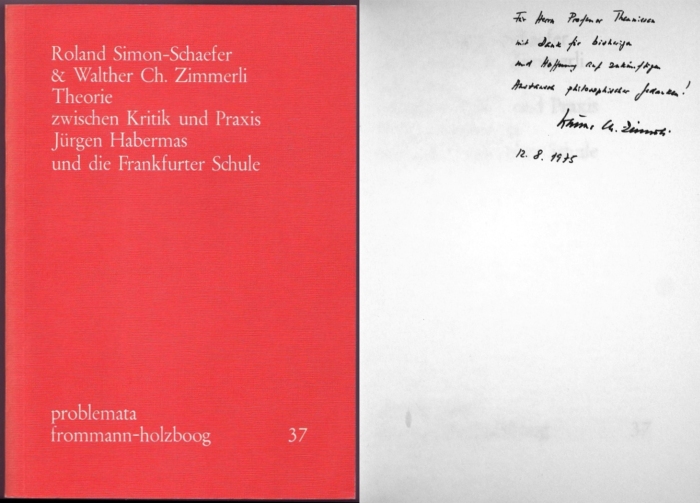 Roland Simon-Schaefer
& Walther Ch. Zimmerli
Theorie
zwischen Kritik und Praxis
Jürgen Habermas
und die Frankfurter Schule
problemata
frommann-holzboog 37
Für Herrn Professor Theunissen
mit Dank für bisherigen
und Hoffnung auf zukünftigen
Austausch philosophischer Gedanken!
Ch. Zimmerli
12. 8. 1975